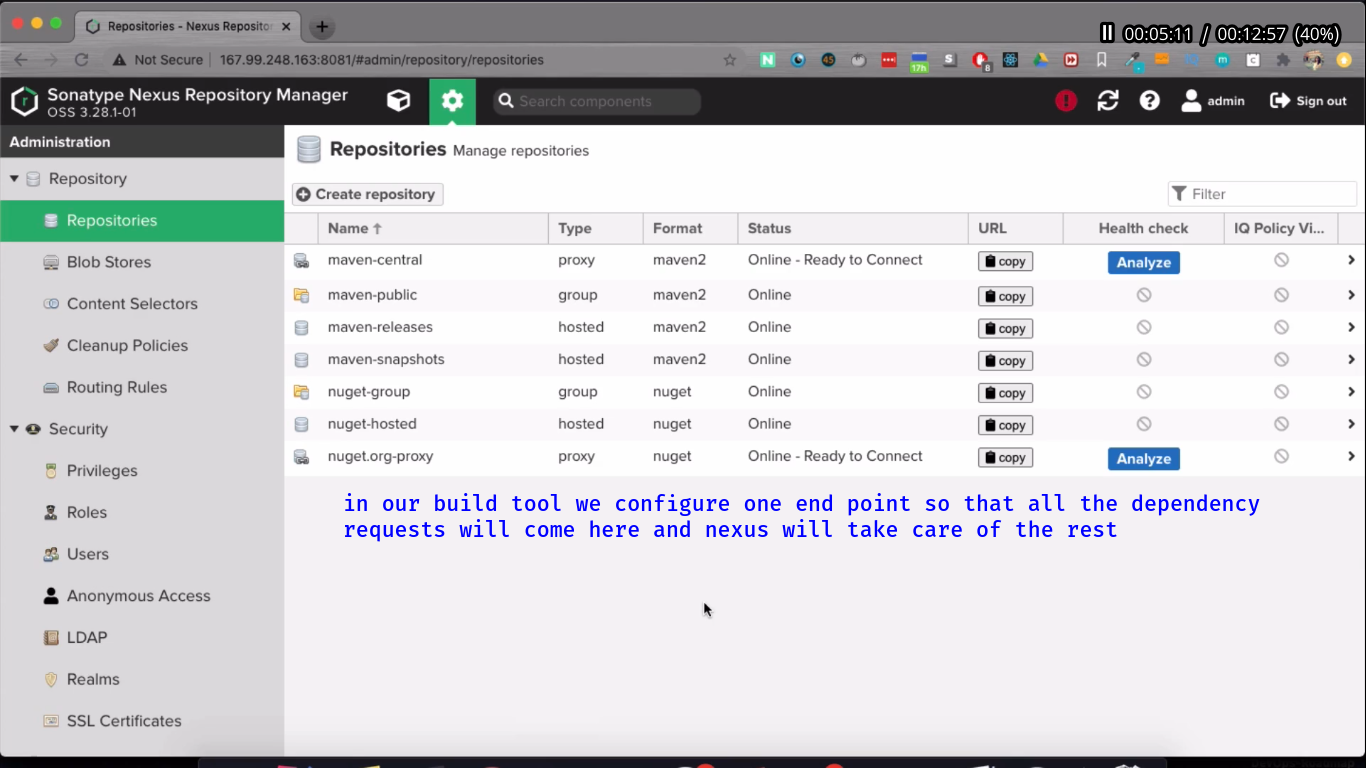 Repositories - Nexus Repositor
00:05:11 / 00:12:57 (40%)
Not Secure
167.99.248.163:8081/#admin/repository/repositories
Sonatype Nexus Repository Manager
OSS 3.28.1-01
Search components
admin
Sign out
Administration
Repository
Repositories
Blob Stores
Content Selectors
Cleanup Policies
Routing Rules
Security
Privileges
Roles
Users
Anonymous Access
LDAP
Realms
SSL Certificates
Repositories Manage repositories
Create repository
Filter
Name Type Format Status URL Health check IQ Policy Vi...
maven-central proxy maven2 Online - Ready to Connect copy Analyze
maven-public group maven2 Online copy
maven-releases hosted maven2 Online copy
maven-snapshots hosted maven2 Online copy
nuget-group group nuget Online copy
nuget-hosted hosted nuget Online copy
nuget.org-proxy proxy nuget Online - Ready to Connect copy Analyze
in our build tool we configure one end point so that all the dependency
requests will come here and nexus will take care of the rest